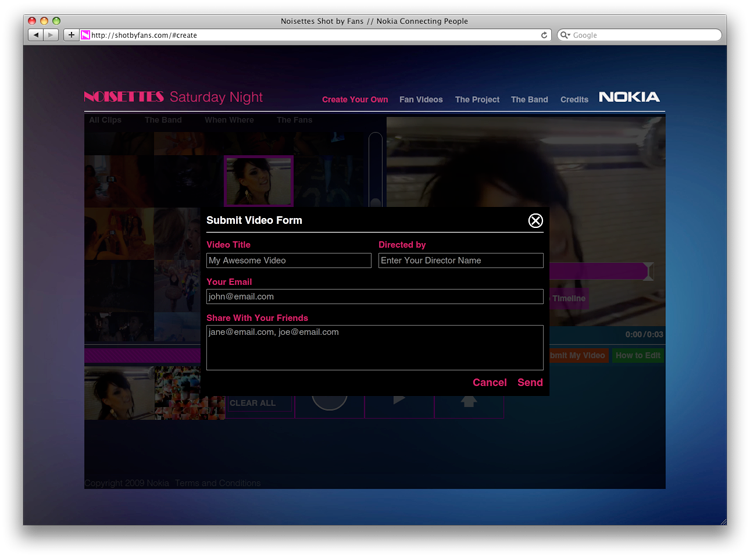 Noisettes Shot by Fans // Nokia Connecting People
http://shotbyfans.com/#create
Google
NOISETTES Saturday Night
Create Your Own Fan Videos The Project The Band Credits NOKIA
All Clips The Band When Where The Fans
Submit Video Form
Video Title Directed by
My Awesome Video Enter Your Director Name
Your Email
john@email.com
Timeline
Share With Your Friends
jane@email.com, joe@email.com
0:00 / 0:03
bmit My Video How to Edit
Cancel Send
CLEAR ALL
Copyright 2009 Nokia Terms and Conditions